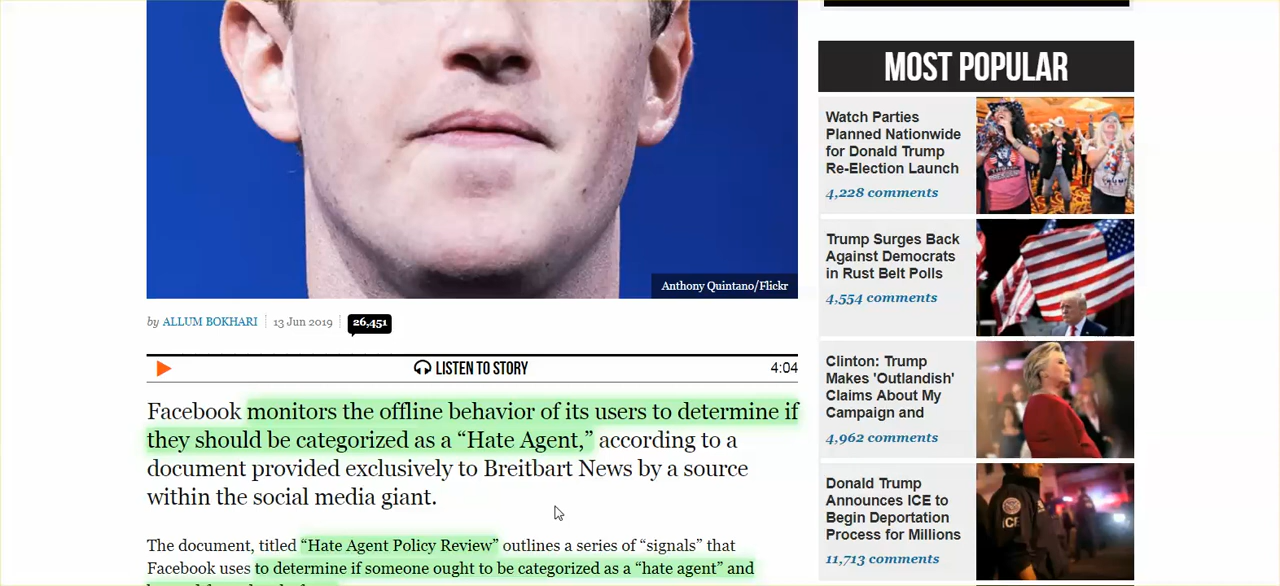 Anthony Quintano/Flickr
by ALLUM BOKHARI | 13 Jun 2019 | 26,451
LISTEN TO STORY 4:04
Facebook monitors the offline behavior of its users to determine if
they should be categorized as a “Hate Agent,” according to a
document provided exclusively to Breitbart News by a source
within the social media giant.
The document, titled “Hate Agent Policy Review” outlines a series of “signals” that
Facebook uses to determine if someone ought to be categorized as a “hate agent” and
MOST POPULAR
Watch Parties
Planned Nationwide
for Donald Trump
Re-Election Launch
4,228 comments
Trump Surges Back
Against Democrats
in Rust Belt Polls
4,554 comments
Clinton: Trump
Makes 'Outlandish'
Claims About My
Campaign and
4,962 comments
Donald Trump
Announces ICE to
Begin Deportation
Process for Millions
11,713 comments
ICE